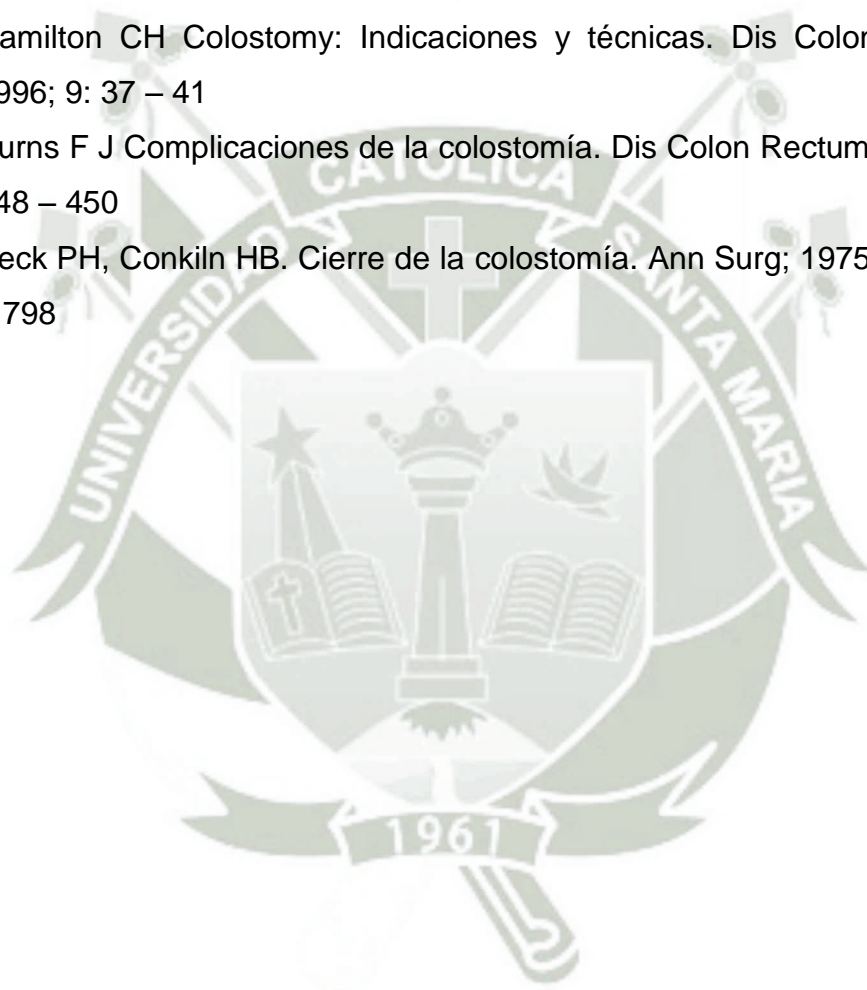 amilton CH Colostomy: Indicaciones y técnicas. Dis Colon
996; 9: 37 – 41
urns F J Complicaciones de la colostomía. Dis Colon Rectum
48 – 450
eck PH, Conkiln HB. Cierre de la colostomía. Ann Surg; 1975
798
UNIVERSIDAD CATOLICA SANTA MARIA
1961